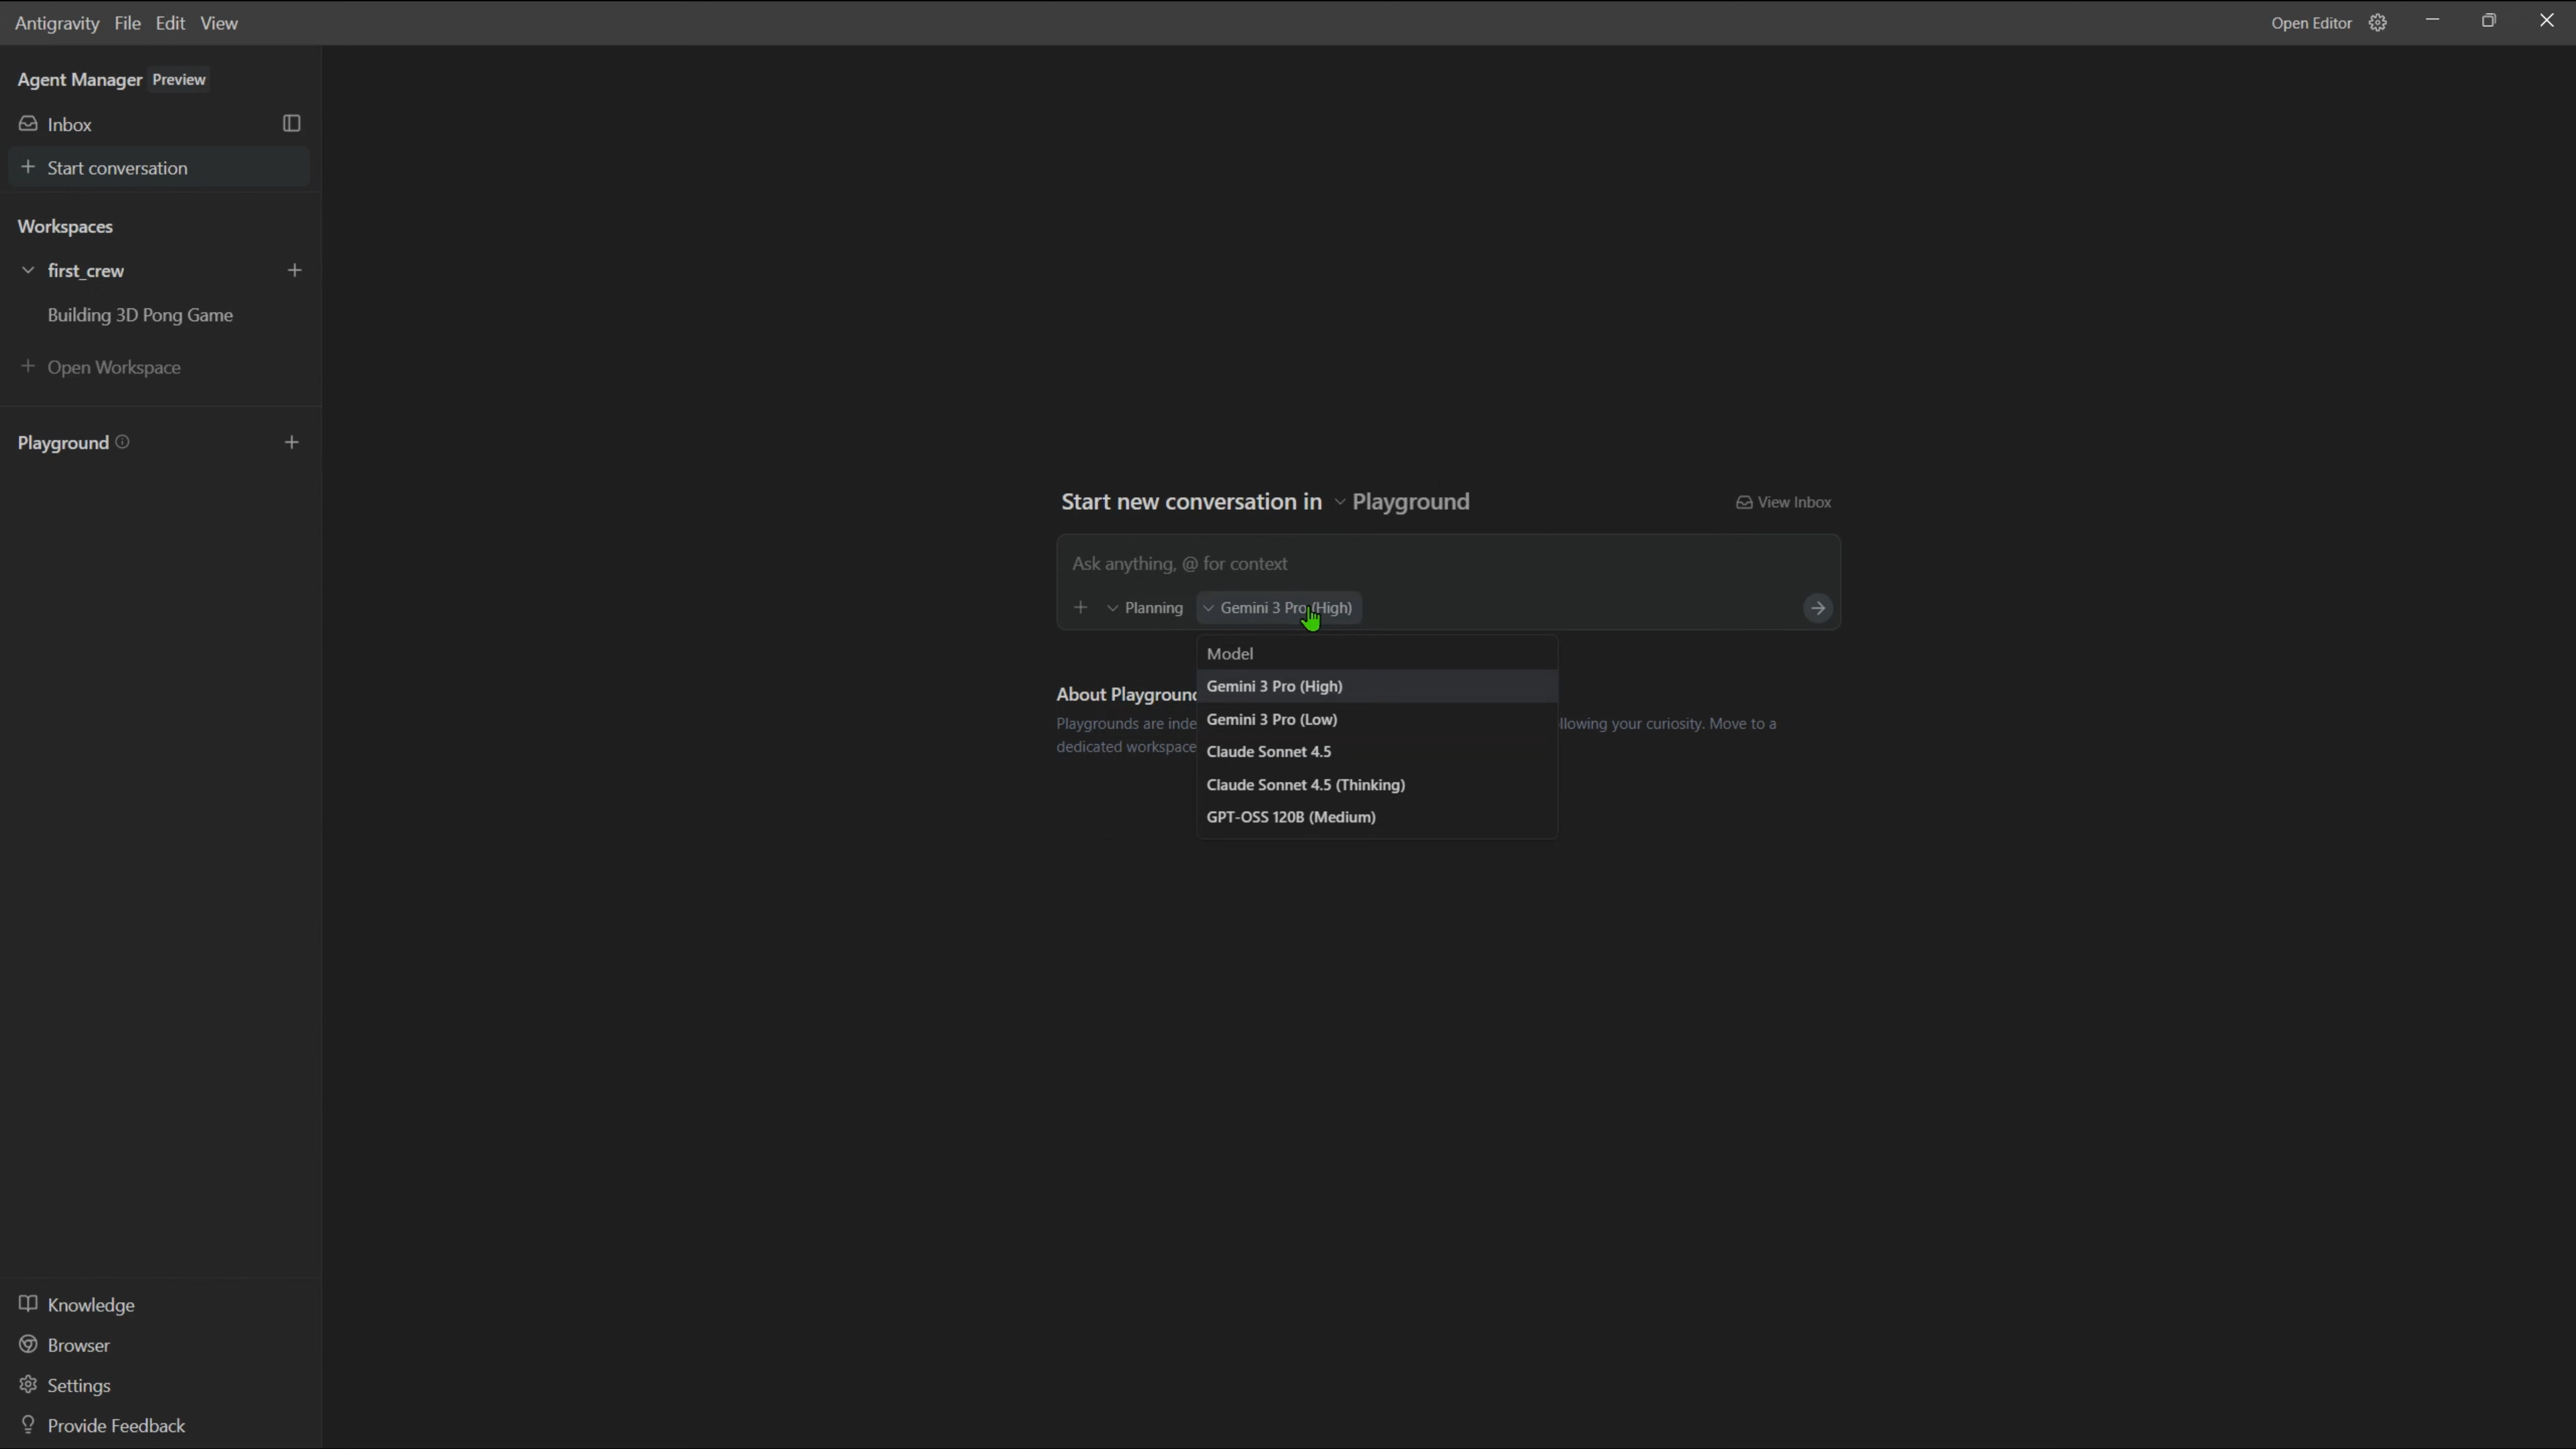 Antigravity File Edit View
Open Editor
Agent Manager Preview
Inbox
Start conversation
Workspaces
first_crew
Building 3D Pong Game
Open Workspace
Playground
Start new conversation in Playground
View Inbox
Ask anything, @ for context
Planning
Gemini 3 Pro (High)
Model
Gemini 3 Pro (High)
Gemini 3 Pro (Low)
Claude Sonnet 4.5
Claude Sonnet 4.5 (Thinking)
GPT-OSS 120B (Medium)
About Playground
Playgrounds are your curiosity. Move to a
dedicated workspace
Knowledge
Browser
Settings
Provide Feedback